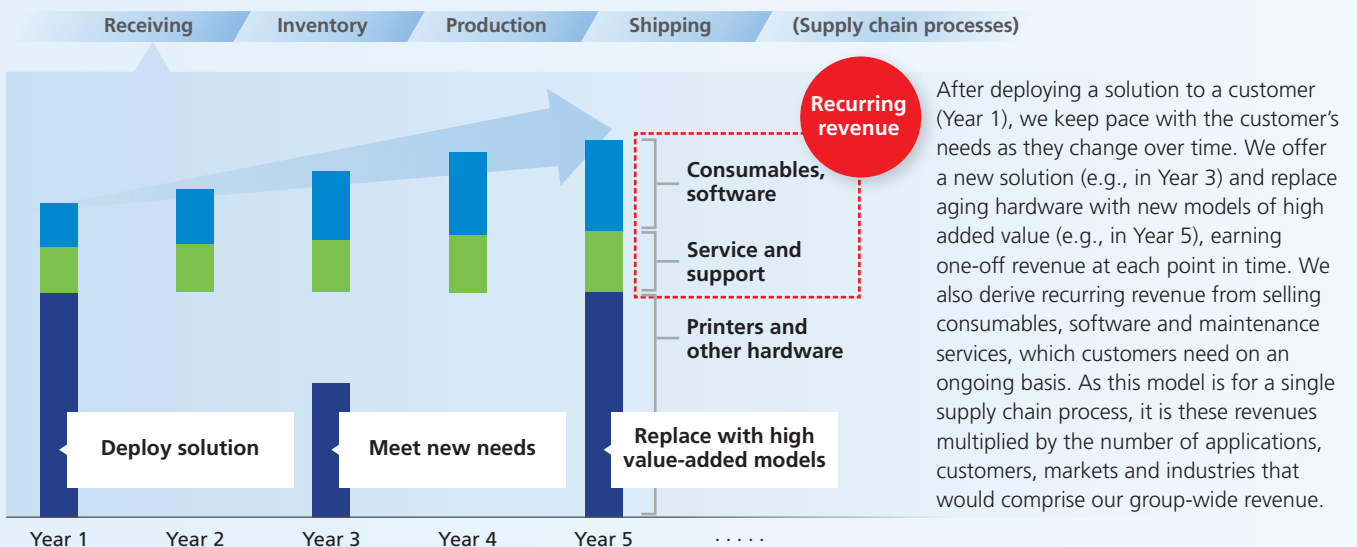 Receiving
Inventory
Production
Shipping
(Supply chain processes)
Recurring
revenue
Consumables,
software
Service and
support
Printers and
other hardware
Deploy solution
Meet new needs
Replace with high
value-added models
Year 1
Year 2
Year 3
Year 4
Year 5
. . . . .
After deploying a solution to a customer
(Year 1), we keep pace with the customer’s
needs as they change over time. We offer
a new solution (e.g., in Year 3) and replace
aging hardware with new models of high
added value (e.g., in Year 5), earning
one-off revenue at each point in time. We
also derive recurring revenue from selling
consumables, software and maintenance
services, which customers need on an
ongoing basis. As this model is for a single
supply chain process, it is these revenues
multiplied by the number of applications,
customers, markets and industries that
would comprise our group-wide revenue.